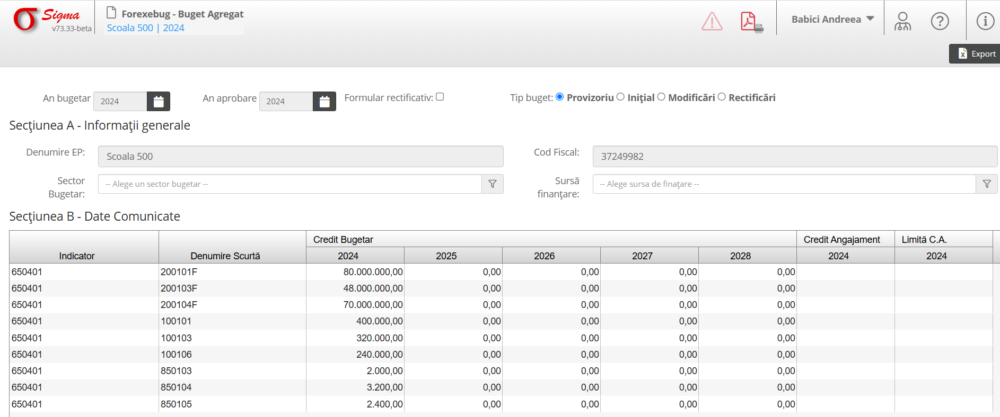 Sigma
v73.33-beta
Forexebug - Buget Agregat
Scoala 500 | 2024
Babici Andreea
Export
An bugetar 2024 An aprobare 2024 Formular rectificativ: Tip buget: Provizoriu Inițial Modificări Rectificări
Secțiunea A - Informații generale
Denumire EP: Scoala 500 Cod Fiscal: 37249982
Sector Bugetar: -- Alege un sector bugetar -- Sursă finanțare: -- Alege sursa de finațare --
Secțiunea B - Date Comunicate
Credit Bugetar Credit Angajament Limită C.A.
Indicator Denumire Scurtă 2024 2025 2026 2027 2028 2024 2024
650401 200101F 80.000.000,00 0,00 0,00 0,00 0,00
650401 200103F 48.000.000,00 0,00 0,00 0,00 0,00
650401 200104F 70.000.000,00 0,00 0,00 0,00 0,00
650401 100101 400.000,00 0,00 0,00 0,00 0,00
650401 100103 320.000,00 0,00 0,00 0,00 0,00
650401 100106 240.000,00 0,00 0,00 0,00 0,00
650401 850103 2.000,00 0,00 0,00 0,00 0,00
650401 850104 3.200,00 0,00 0,00 0,00 0,00
650401 850105 2.400,00 0,00 0,00 0,00 0,00